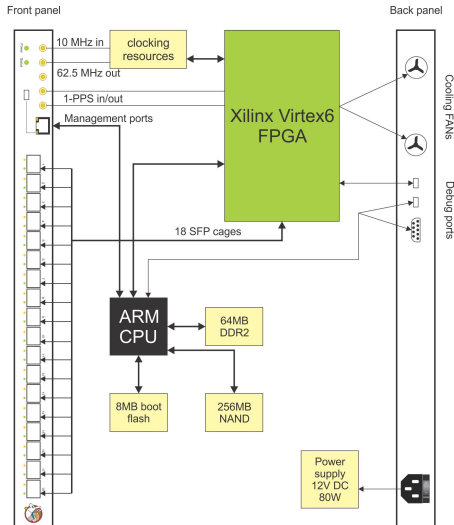 Front panel
Back panel
10 MHz in
clocking
resources
62.5 MHz out
1-PPS in/out
Management ports
Xilinx Virtex6
FPGA
Cooling FANs
Debug ports
18 SFP cages
ARM
CPU
64MB
DDR2
8MB boot
flash
256MB
NAND
Power
supply
12V DC
80W